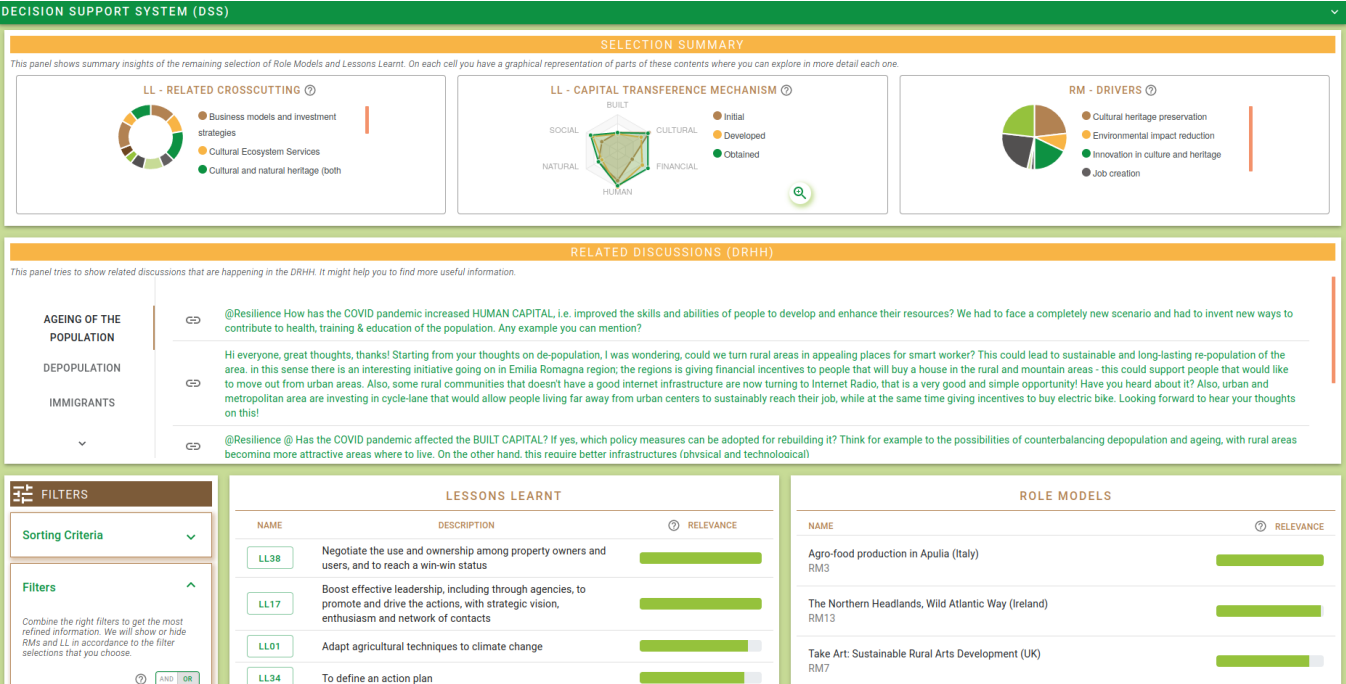 DECISION SUPPORT SYSTEM (DSS)
SELECTION SUMMARY
This panel shows summary insights of the remaining selection of Role Models and Lessons Learnt. On each cell you have a graphical representation of parts of these contents where you can explore in more detail each one.
LL - RELATED CROSSCUTTING
Business models and investment
strategies
Cultural Ecosystem Services
Cultural and natural heritage (both
LL - CAPITAL TRANSFERENCE MECHANISM
BUILT
SOCIAL
CULTURAL
NATURAL
FINANCIAL
HUMAN
Initial
Developed
Obtained
RM - DRIVERS
Cultural heritage preservation
Environmental impact reduction
Innovation in culture and heritage
Job creation
RELATED DISCUSSIONS (DRHH)
This panel tries to show related discussions that are happening in the DRHH. It might help you to find more useful information.
AGEING OF THE
POPULATION
DEPOPULATION
IMMIGRANTS
@Resilience How has the COVID pandemic increased HUMAN CAPITAL, i.e. improved the skills and abilities of people to develop and enhance their resources? We had to face a completely new scenario and had to invent new ways to
contribute to health, training & education of the population. Any example you can mention?
Hi everyone, great thoughts, thanks! Starting from your thoughts on de-population, I was wondering, could we turn rural areas in appealing places for smart worker? This could lead to sustainable and long-lasting re-population of the
area. in this sense there is an interesting initiative going on in Emilia Romagna region; the regions is giving financial incentives to people that will buy a house in the rural and mountain areas - this could support people that would like
to move out from urban areas. Also, some rural communities that doesn't have a good internet infrastructure are now turning to Internet Radio, that is a very good and simple opportunity! Have you heard about it? Also, urban and
metropolitan area are investing in cycle-lane that would allow people living far away from urban centers to sustainably reach their job, while at the same time giving incentives to buy electric bike. Looking forward to hear your thoughts
on this!
@Resilience @ Has the COVID pandemic affected the BUILT CAPITAL? If yes, which policy measures can be adopted for rebuilding it? Think for example to the possibilities of counterbalancing depopulation and ageing, with rural areas
becoming more attractive areas where to live. On the other hand, this require better infrastructures (physical and technological)
FILTERS
Sorting Criteria
Filters
Combine the right filters to get the most
refined information. We will show or hide
RMs and LL in accordance to the filter
selections that you choose.
AND OR
LESSONS LEARNT
NAME DESCRIPTION RELEVANCE
LL38 Negotiate the use and ownership among property owners and
users, and to reach a win-win status
LL17 Boost effective leadership, including through agencies, to
promote and drive the actions, with strategic vision,
enthusiasm and network of contacts
LL01 Adapt agricultural techniques to climate change
LL34 To define an action plan
ROLE MODELS
NAME RELEVANCE
Agro-food production in Apulia (Italy)
RM3
The Northern Headlands, Wild Atlantic Way (Ireland)
RM13
Take Art: Sustainable Rural Arts Development (UK)
RM7